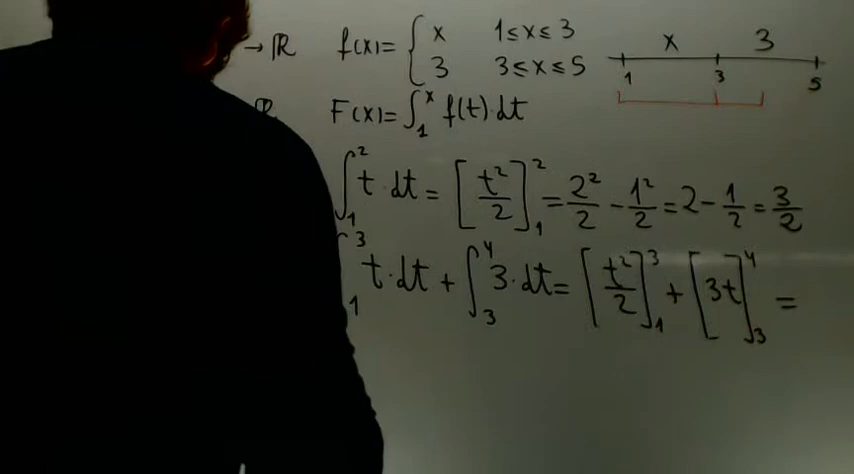 → ℝ f(x)= { x 1≤x≤3 x 3
3 3≤x≤5 1 3 5
ℝ F(x)= ∫₁ˣ f(t)·dt
∫₁² t·dt = [t²/2]₁² = 2²/2 - 1²/2 = 2 - 1/2 = 3/2
∫₁³ t·dt + ∫₃⁴ 3·dt = [t²/2]₁³ + [3t]₃⁴ =